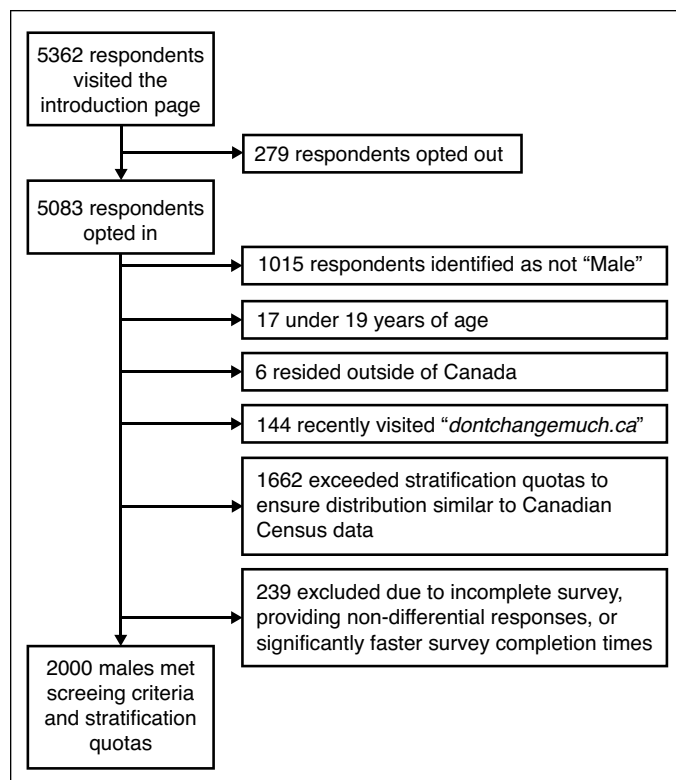 5362 respondents
visited the
introduction page
279 respondents opted out
5083 respondents
opted in
1015 respondents identified as not “Male”
17 under 19 years of age
6 resided outside of Canada
144 recently visited “dontchangemuch.ca”
1662 exceeded stratification quotas to
ensure distribution similar to Canadian
Census data
239 excluded due to incomplete survey,
providing non-differential responses, or
significantly faster survey completion times
2000 males met
screeing criteria
and stratification
quotas